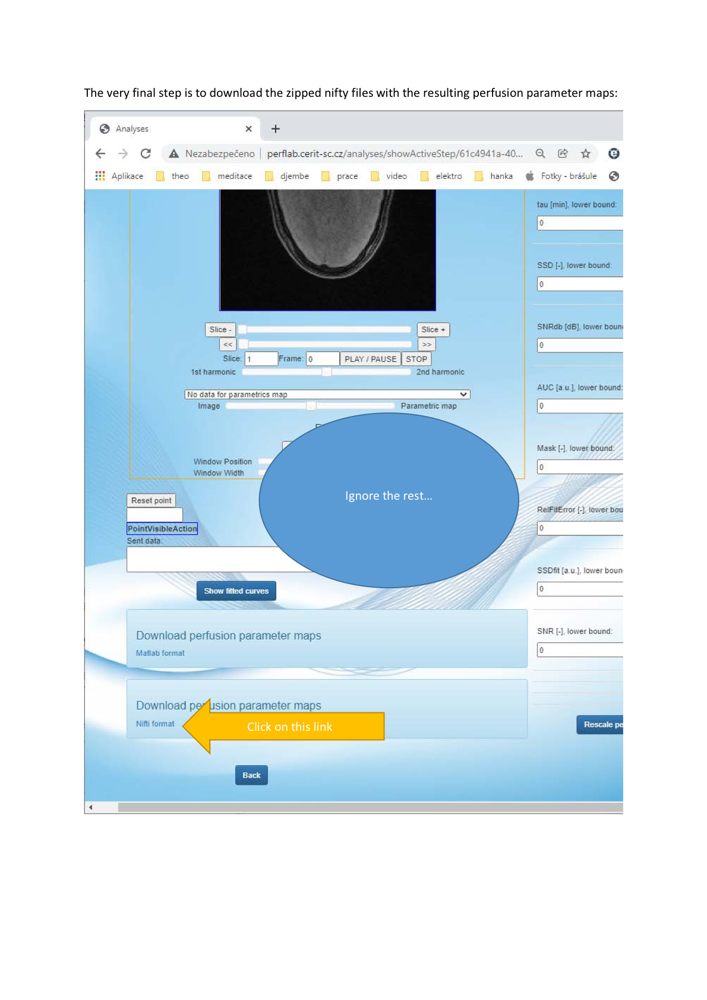 The very final step is to download the zipped nifty files with the resulting perfusion parameter maps:
Analyses
Nezabezpečeno perflab.cerit-sc.cz/analyses/showActiveStep/61c4941a-40...
Aplikace theo meditace djembe prace video elektro hanka Fotky - brášule
tau [min], lower bound:
0
SSD [-], lower bound:
0
SNRdb [dB], lower boun
0
AUC [a.u.], lower bound:
0
Mask [-], lower bound:
0
RelFitError [-], lower bou
0
SSDfit [a.u.], lower boun
0
SNR [-], lower bound:
0
Rescale pe
Slice - Slice +
<< >>
Slice: 1 Frame: 0 PLAY / PAUSE STOP
1st harmonic 2nd harmonic
No data for parametrics map
Image Parametric map
Window Position
Window Width
Ignore the rest...
Reset point
PointVisibleAction
Sent data:
Show fitted curves
Download perfusion parameter maps
Matlab format
Download perfusion parameter maps
Nifti format
Click on this link
Back